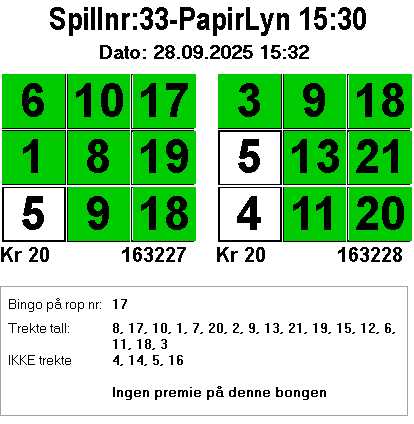 Spillnr:33-PapirLyn 15:30
Dato: 28.09.2025 15:32
6 10 17 3 9 18
1 8 19 5 13 21
5 9 18 4 11 20
Kr 20 163227 Kr 20 163228
Bingo på rop nr: 17
Trekte tall: 8, 17, 10, 1, 7, 20, 2, 9, 13, 21, 19, 15, 12, 6,
11, 18, 3
IKKE trekte 4, 14, 5, 16
Ingen premie på denne bongen